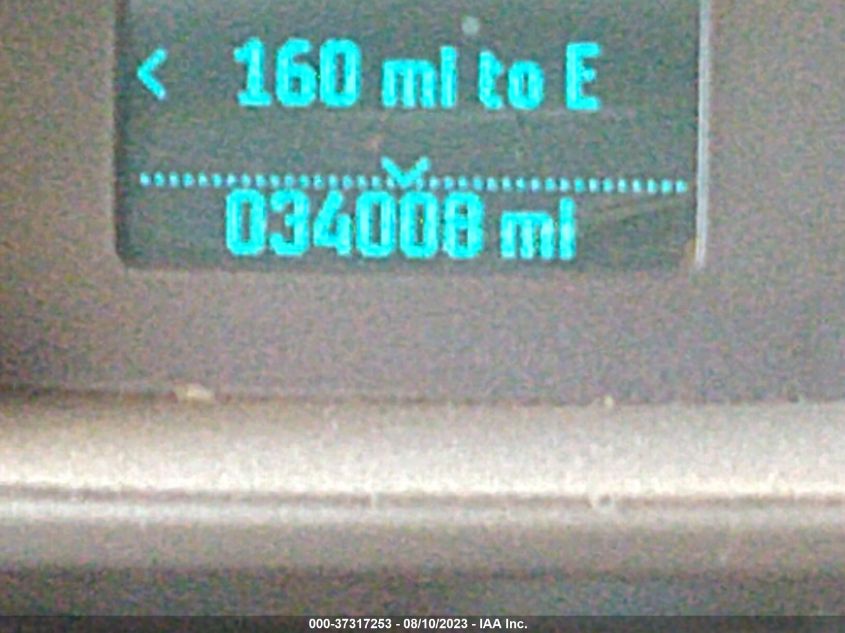 < 160 mi to E
034008 mi
000-37317253 - 08/10/2023 - IAA Inc.